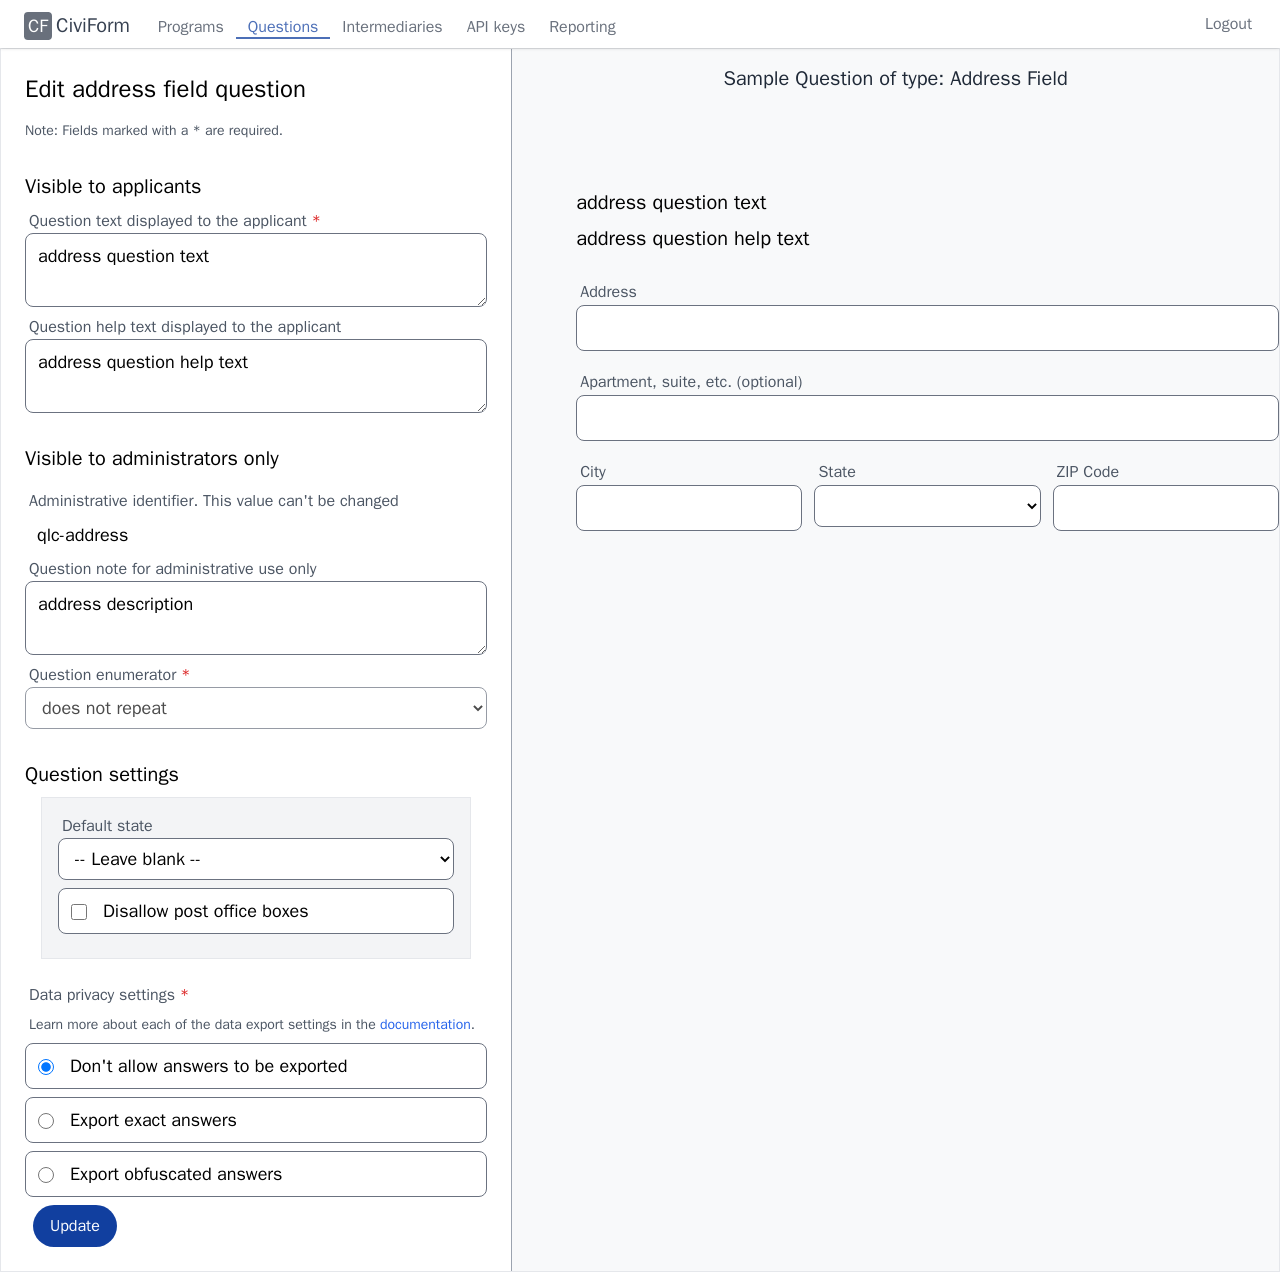 CF CiviForm Programs Questions Intermediaries API keys Reporting Logout
Edit address field question
Note: Fields marked with a * are required.
Visible to applicants
Question text displayed to the applicant *
address question text
Question help text displayed to the applicant
address question help text
Visible to administrators only
Administrative identifier. This value can't be changed
qlc-address
Question note for administrative use only
address description
Question enumerator *
does not repeat
Question settings
Default state
-- Leave blank --
Disallow post office boxes
Data privacy settings *
Learn more about each of the data export settings in the documentation.
Don't allow answers to be exported
Export exact answers
Export obfuscated answers
Update
Sample Question of type: Address Field
address question text
address question help text
Address
Apartment, suite, etc. (optional)
City State ZIP Code